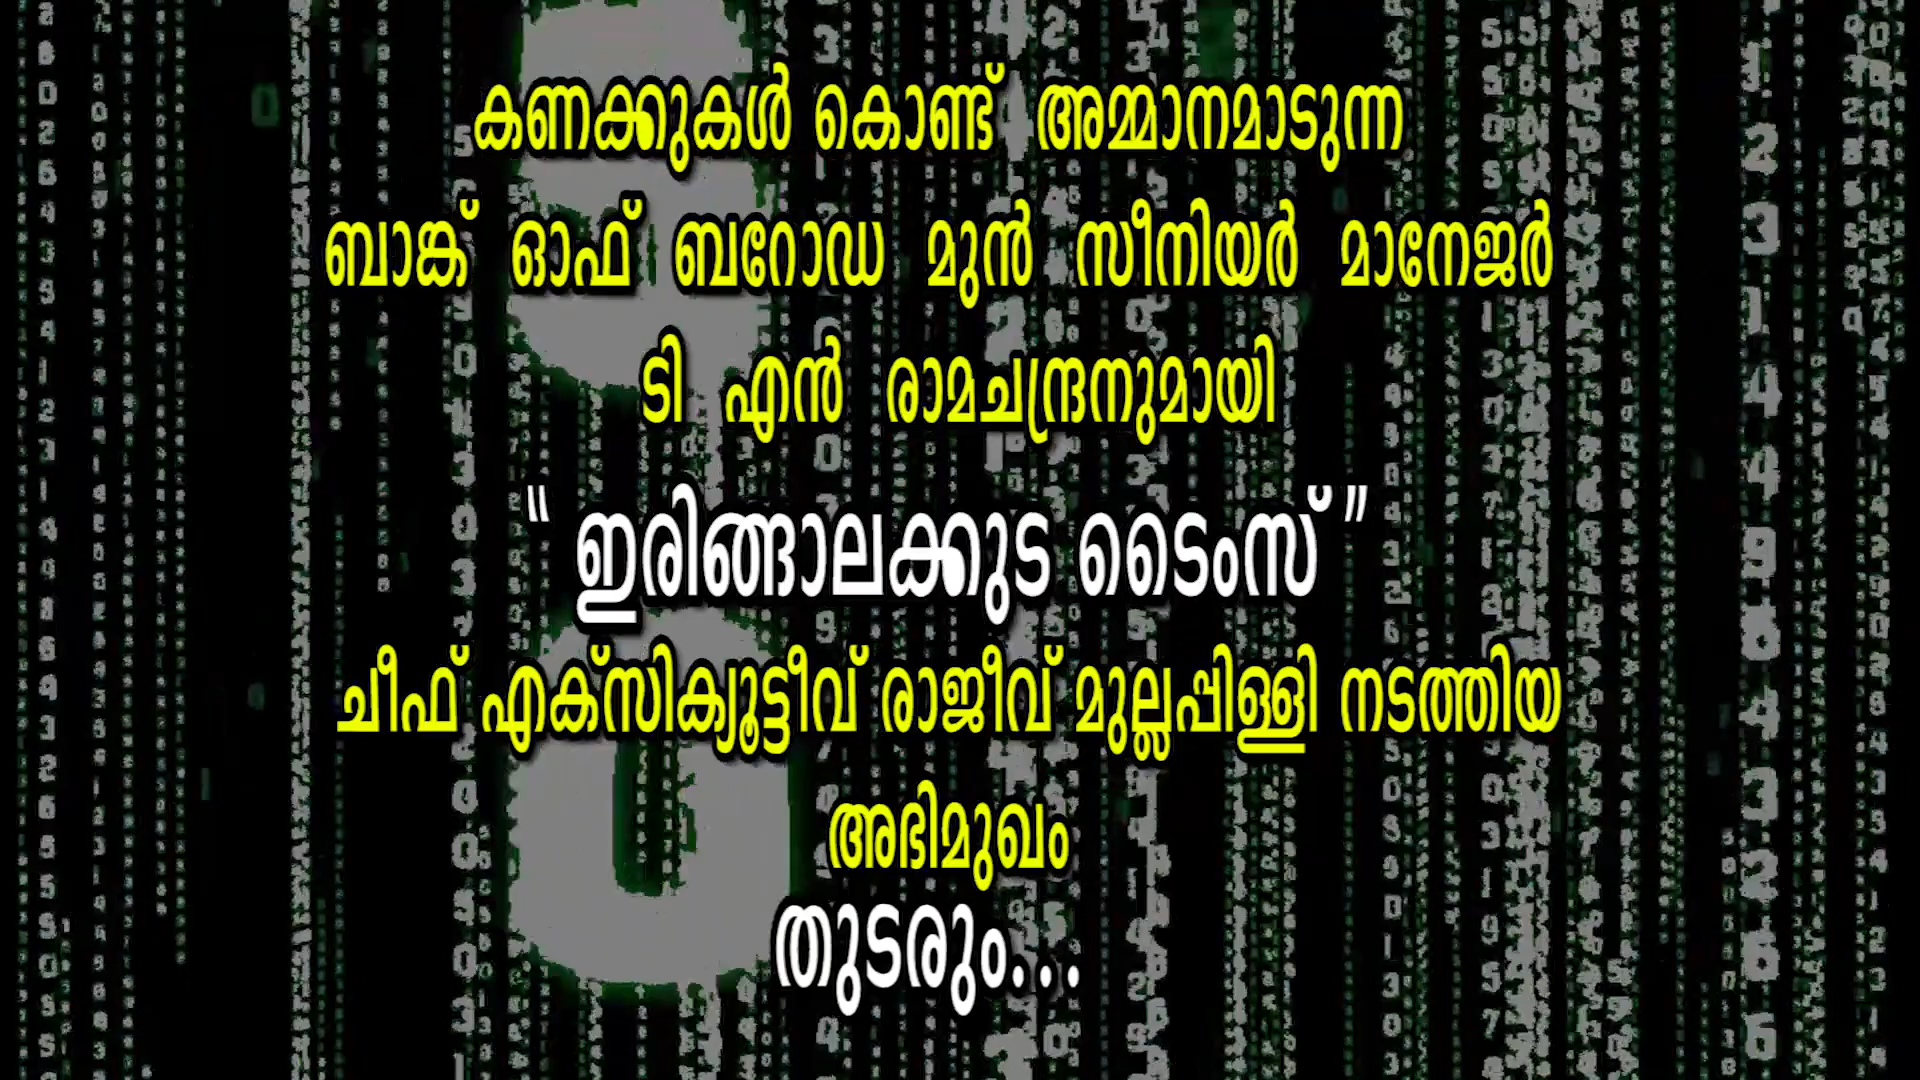 കണക്കുകൾ കൊണ്ട് അമ്മാനമാടുന്ന
ബാങ്ക് ഓഫ് ബറോഡ മുൻ സീനിയർ മാനേജർ
ടി എൻ രാമചന്ദ്രനുമായി
“ ഇരിങ്ങാലക്കുട ടൈംസ് ”
ചീഫ് എക്സിക്യൂട്ടീവ് രാജീവ് മുല്ലപ്പിള്ളി നടത്തിയ
അഭിമുഖം
തുടരും...